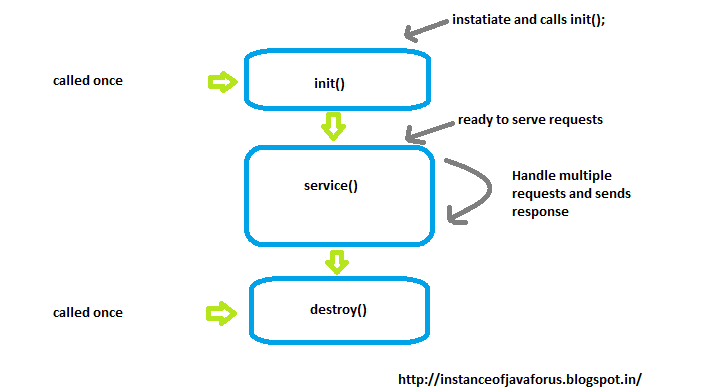 instatiate and calls init();
called once
init()
ready to serve requests
service()
Handle multiple
requests and sends
response
called once
destroy()
http://instanceofjavaforus.blogspot.in/